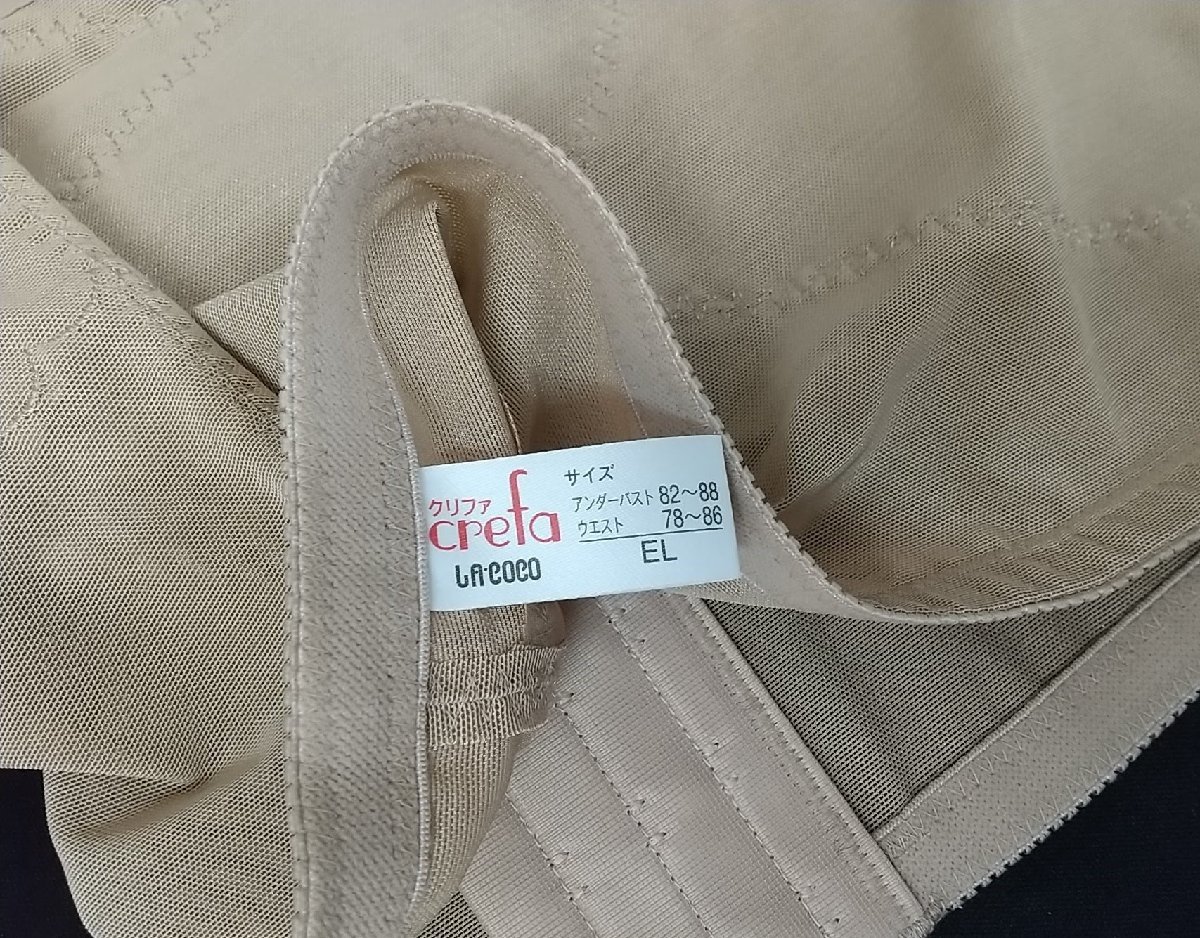 クリファ
crefa
LA·COCO
サイズ
アンダーバスト 82～88
ウエスト 78～86
EL